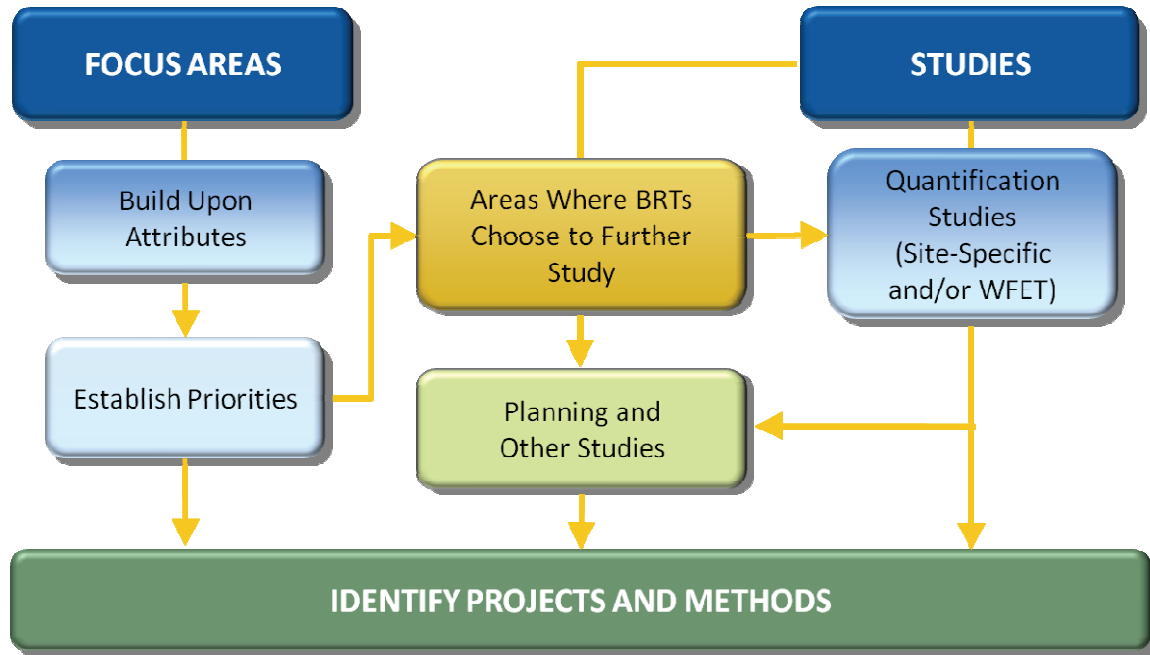 FOCUS AREAS
STUDIES
Build Upon
Attributes
Areas Where BRTs
Choose to Further
Study
Quantification
Studies
(Site-Specific
and/or WFET)
Establish Priorities
Planning and
Other Studies
IDENTIFY PROJECTS AND METHODS